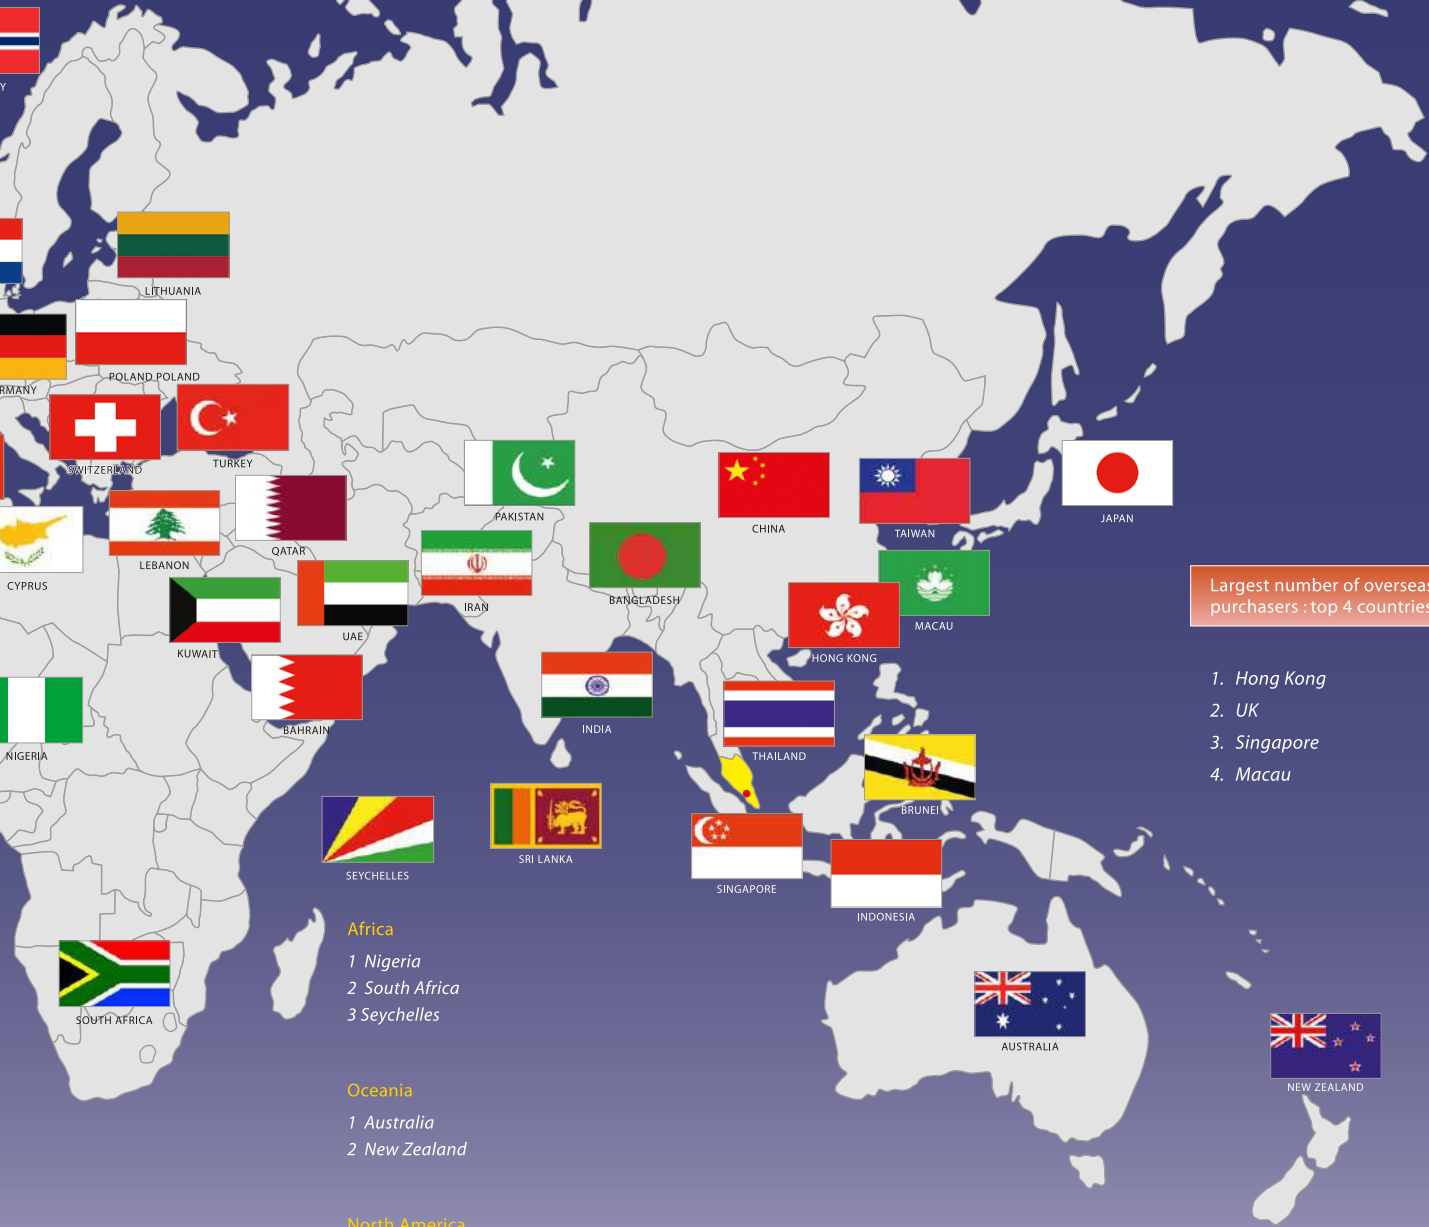 Y
LITHUANIA
POLAND POLAND
RMANY
SWITZERLAND
TURKEY
PAKISTAN
CHINA
TAIWAN
JAPAN
QATAR
LEBANON
CYPRUS
IRAN
BANGLADESH
MACAU
UAE
KUWAIT
HONG KONG
BAHRAIN
INDIA
NIGERIA
THAILAND
BRUNEI
SRI LANKA
SEYCHELLES
SINGAPORE
INDONESIA
SOUTH AFRICA
AUSTRALIA
NEW ZEALAND
Largest number of overseas
purchasers : top 4 countries
1. Hong Kong
2. UK
3. Singapore
4. Macau
Africa
1 Nigeria
2 South Africa
3 Seychelles
Oceania
1 Australia
2 New Zealand
North America